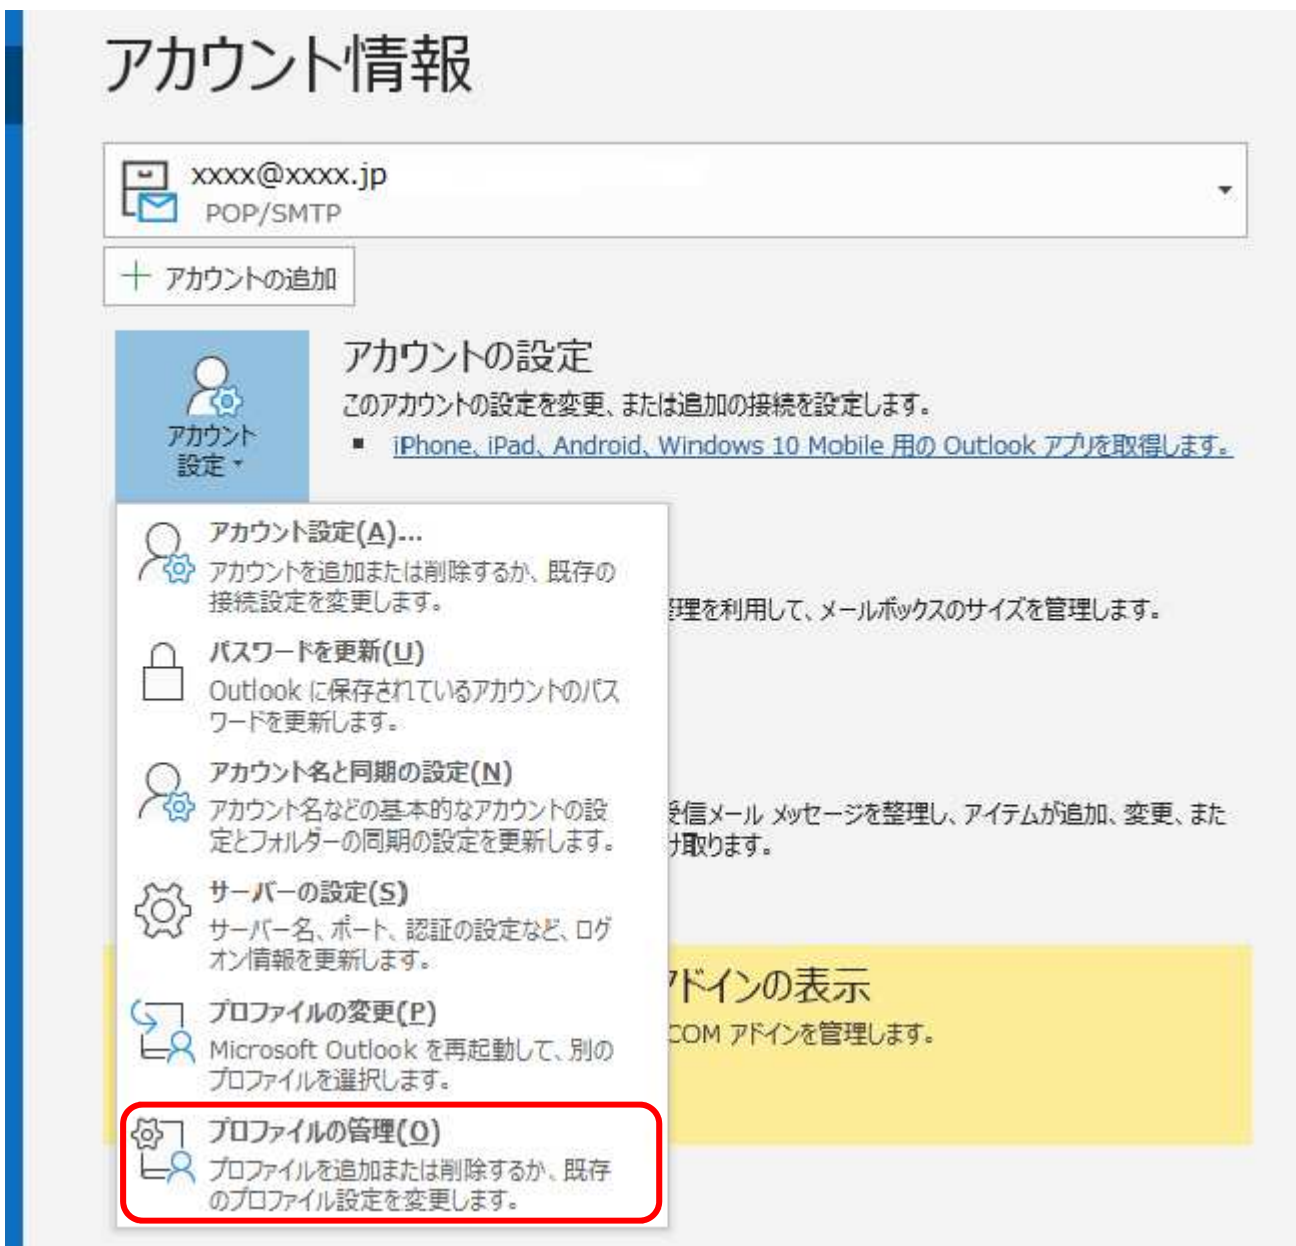 アカウント情報
xxxx@xxxx.jp
POP/SMTP
アカウントの追加
アカウント
設定
アカウントの設定
このアカウントの設定を変更、または追加の接続を設定します。
iPhone、iPad、Android、Windows 10 Mobile 用の Outlook アプリを取得します。
アカウント設定(A)...
アカウントを追加または削除するか、既存の
接続設定を変更します。
理を利用して、メールボックスのサイズを管理します。
パスワードを更新(U)
Outlook に保存されているアカウントのパス
ワードを更新します。
アカウント名と同期の設定(N)
アカウント名などの基本的なアカウントの設
定とフォルダーの同期の設定を更新します。
受信メール メッセージを整理し、アイテムが追加、変更、また
け取ります。
サーバーの設定(S)
サーバー名、ポート、認証の設定など、ログ
オン情報を更新します。
アドインの表示
COM アドインを管理します。
プロファイルの変更(P)
Microsoft Outlook を再起動して、別の
プロファイルを選択します。
プロファイルの管理(O)
プロファイルを追加または削除するか、既存
のプロファイル設定を変更します。